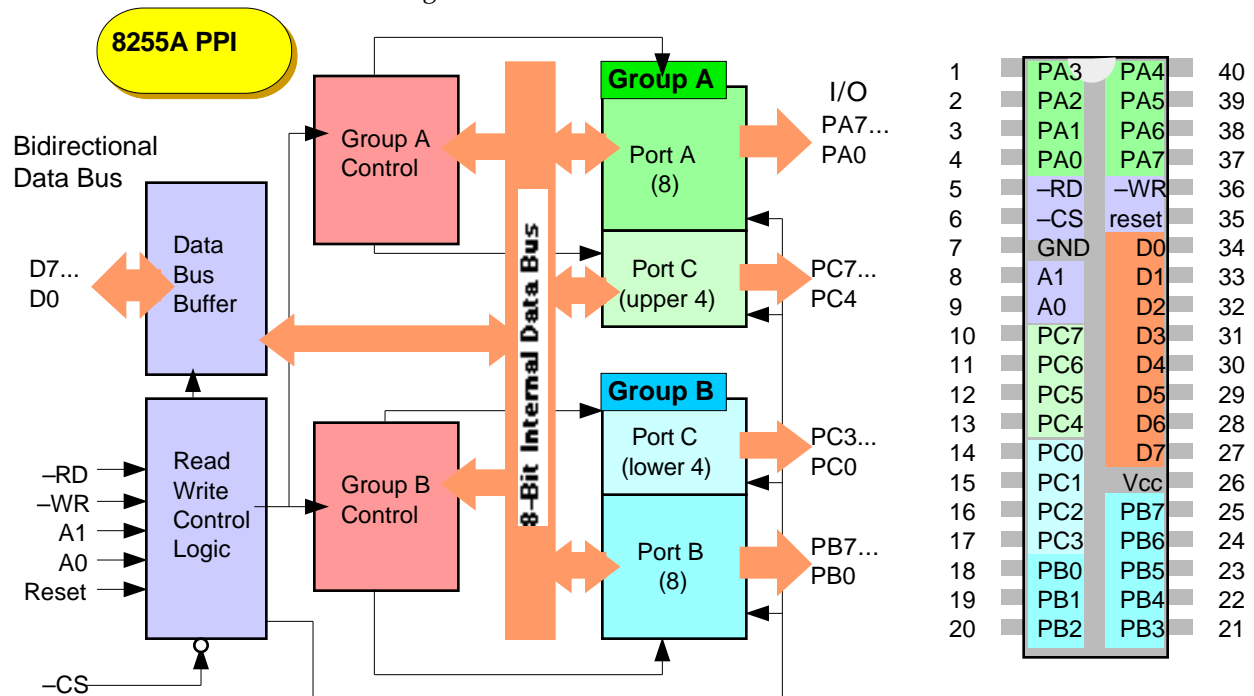 8255A PPI
Bidirectional
Data Bus
D7...
D0
Data
Bus
Buffer
Group A
Control
Group A
Port A
(8)
I/O
PA7...
PA0
Port C
(upper 4)
PC7...
PC4
8-Bit Internal Data Bus
Group B
Port C
(lower 4)
PC3...
PC0
Group B
Control
Port B
(8)
PB7...
PB0
Read
Write
Control
Logic
–RD
–WR
A1
A0
Reset
–CS
1 PA3 PA4 40
2 PA2 PA5 39
3 PA1 PA6 38
4 PA0 PA7 37
5 –RD –WR 36
6 –CS reset 35
7 GND D0 34
8 A1 D1 33
9 A0 D2 32
10 PC7 D3 31
11 PC6 D4 30
12 PC5 D5 29
13 PC4 D6 28
14 PC0 D7 27
15 PC1 Vcc 26
16 PC2 PB7 25
17 PC3 PB6 24
18 PB0 PB5 23
19 PB1 PB4 22
20 PB2 PB3 21